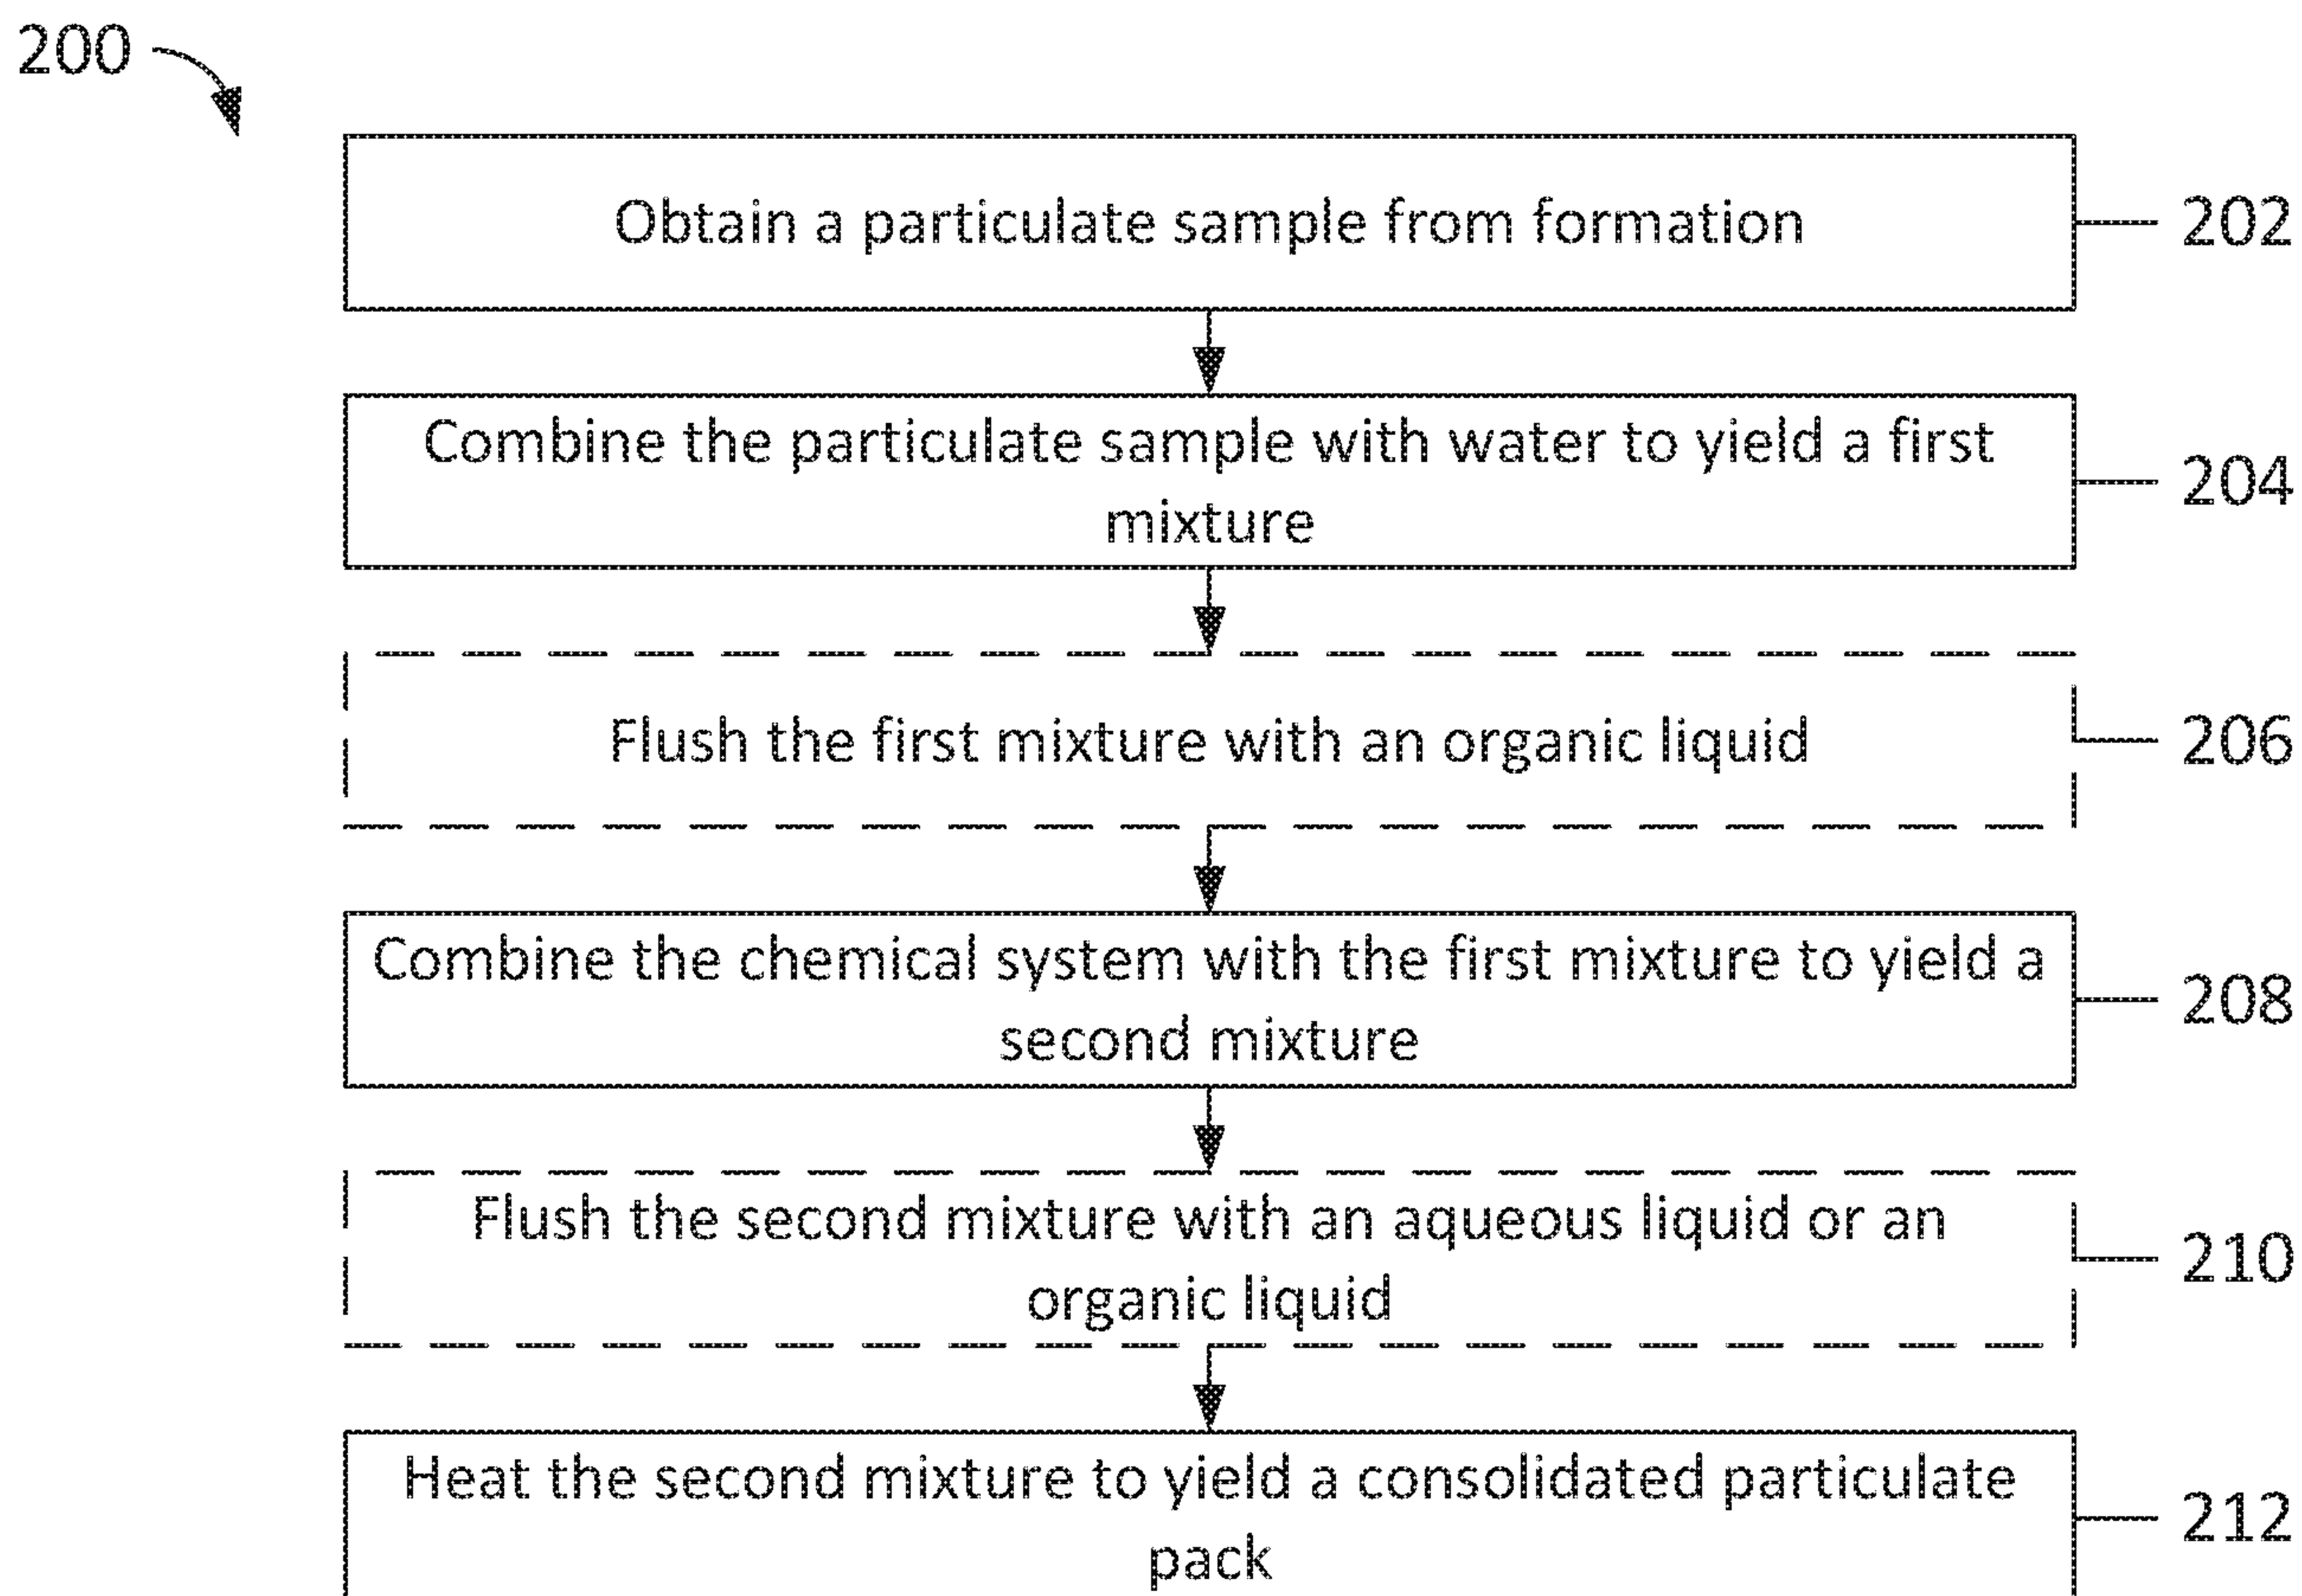 200
Obtain a particulate sample from formation
202
Combine the particulate sample with water to yield a first
mixture
204
Flush the first mixture with an organic liquid
206
Combine the chemical system with the first mixture to yield a
second mixture
208
Flush the second mixture with an aqueous liquid or an
organic liquid
210
Heat the second mixture to yield a consolidated particulate
pack
212